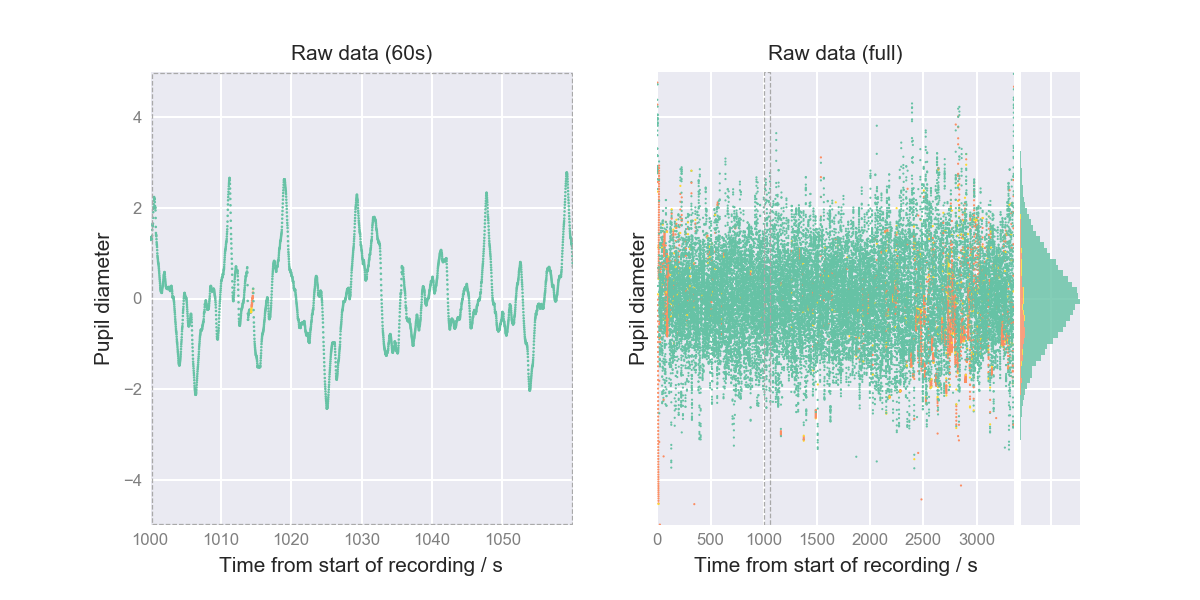 Raw data (60s)
Pupil diameter
4
2
0
−2
−4
1000 1010 1020 1030 1040 1050
Time from start of recording / s
Raw data (full)
Pupil diameter
0 500 1000 1500 2000 2500 3000
Time from start of recording / s